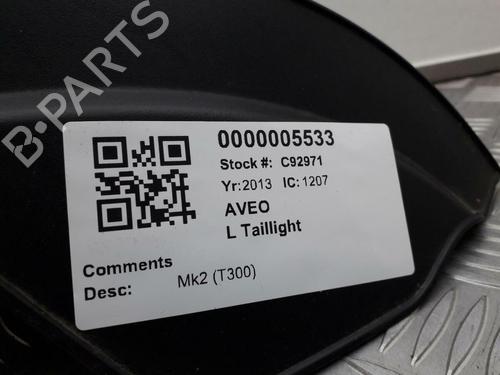 B-PARTS
0000005533
Stock #: C92971
Yr:2013 IC:1207
AVEO
L Taillight
Comments
Desc: Mk2 (T300)